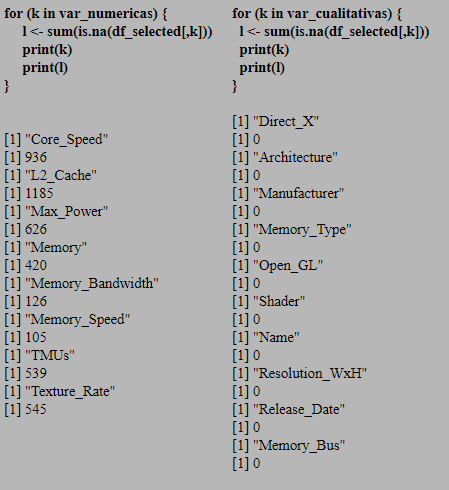 for (k in var_numericas) {
l <- sum(is.na(df_selected[,k]))
print(k)
print(l)
}
[1] "Core_Speed"
[1] 936
[1] "L2_Cache"
[1] 1185
[1] "Max_Power"
[1] 626
[1] "Memory"
[1] 420
[1] "Memory_Bandwidth"
[1] 126
[1] "Memory_Speed"
[1] 105
[1] "TMUs"
[1] 539
[1] "Texture_Rate"
[1] 545
for (k in var_cualitativas) {
l <- sum(is.na(df_selected[,k]))
print(k)
print(l)
}
[1] "Direct_X"
[1] 0
[1] "Architecture"
[1] 0
[1] "Manufacturer"
[1] 0
[1] "Memory_Type"
[1] 0
[1] "Open_GL"
[1] 0
[1] "Shader"
[1] 0
[1] "Name"
[1] 0
[1] "Resolution_WxH"
[1] 0
[1] "Release_Date"
[1] 0
[1] "Memory_Bus"
[1] 0